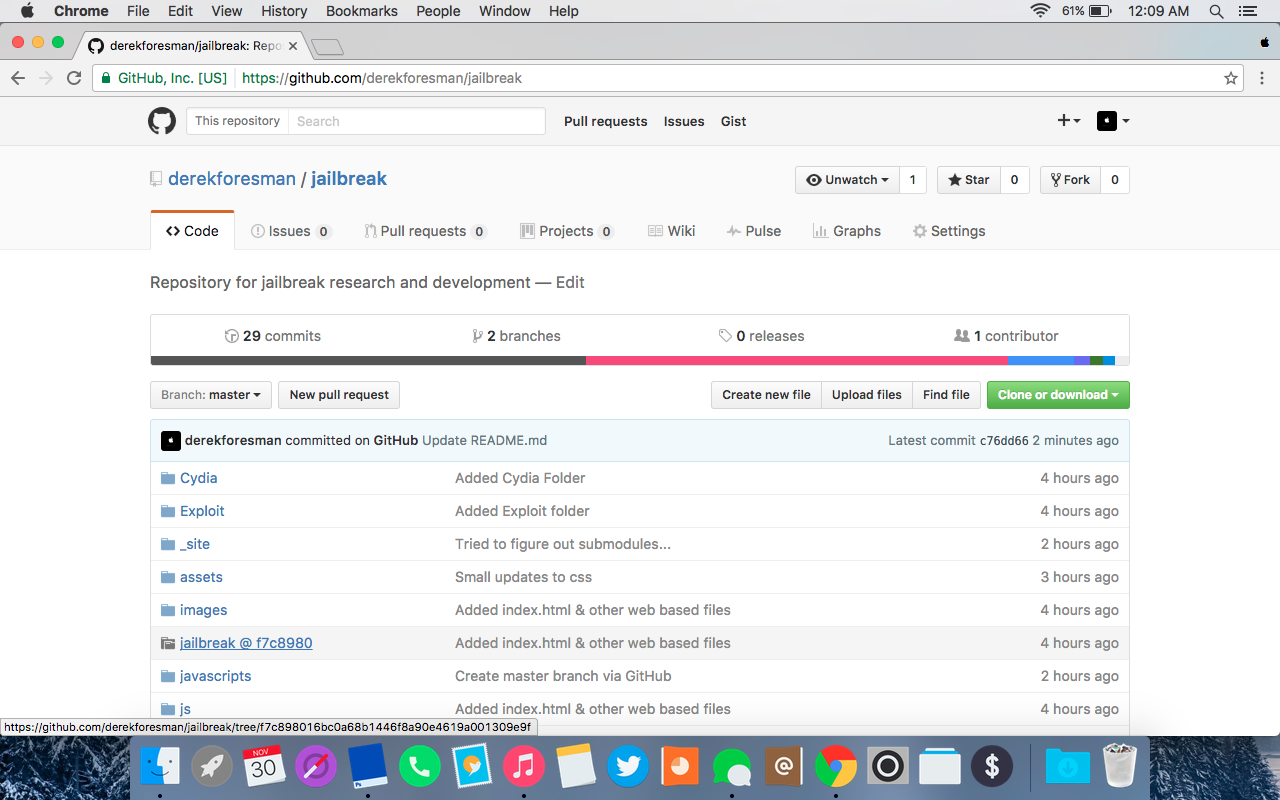 Chrome File Edit View History Bookmarks People Window Help 61% 12:09 AM
derekforesman/jailbreak: Repo
GitHub, Inc. [US] https://github.com/derekforesman/jailbreak
This repository Search Pull requests Issues Gist
derekforesman / jailbreak Unwatch 1 Star 0 Fork 0
Code Issues 0 Pull requests 0 Projects 0 Wiki Pulse Graphs Settings
Repository for jailbreak research and development — Edit
29 commits 2 branches 0 releases 1 contributor
Branch: master New pull request Create new file Upload files Find file Clone or download
derekforesman committed on GitHub Update README.md Latest commit c76dd66 2 minutes ago
Cydia Added Cydia Folder 4 hours ago
Exploit Added Exploit folder 4 hours ago
_site Tried to figure out submodules... 2 hours ago
assets Small updates to css 3 hours ago
images Added index.html & other web based files 4 hours ago
jailbreak @ f7c8980 Added index.html & other web based files 4 hours ago
javascripts Create master branch via GitHub 2 hours ago
js Added index.html & other web based files 4 hours ago
https://github.com/derekforesman/jailbreak/tree/f7c898016bc0a68b1446f8a90e4619a001309e9f
NOV
30
Ps
@
$